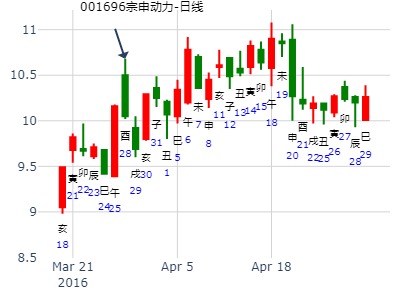 001696宗申动力-日线
11
10.5
10
9.5
9
8.5
亥
18
寅
21
卯
22
辰
23
巳
24
午
25
酉
28
戌
29
亥
30
子
31
丑
1
巳
5
午
6
未
7
申
8
亥
11
子
12
丑
13
寅
14
卯
15
午
18
未
19
申
20
酉
21
戌
22
丑
25
寅
26
卯
27
辰
28
巳
29
Mar 21
2016
Apr 5
Apr 18